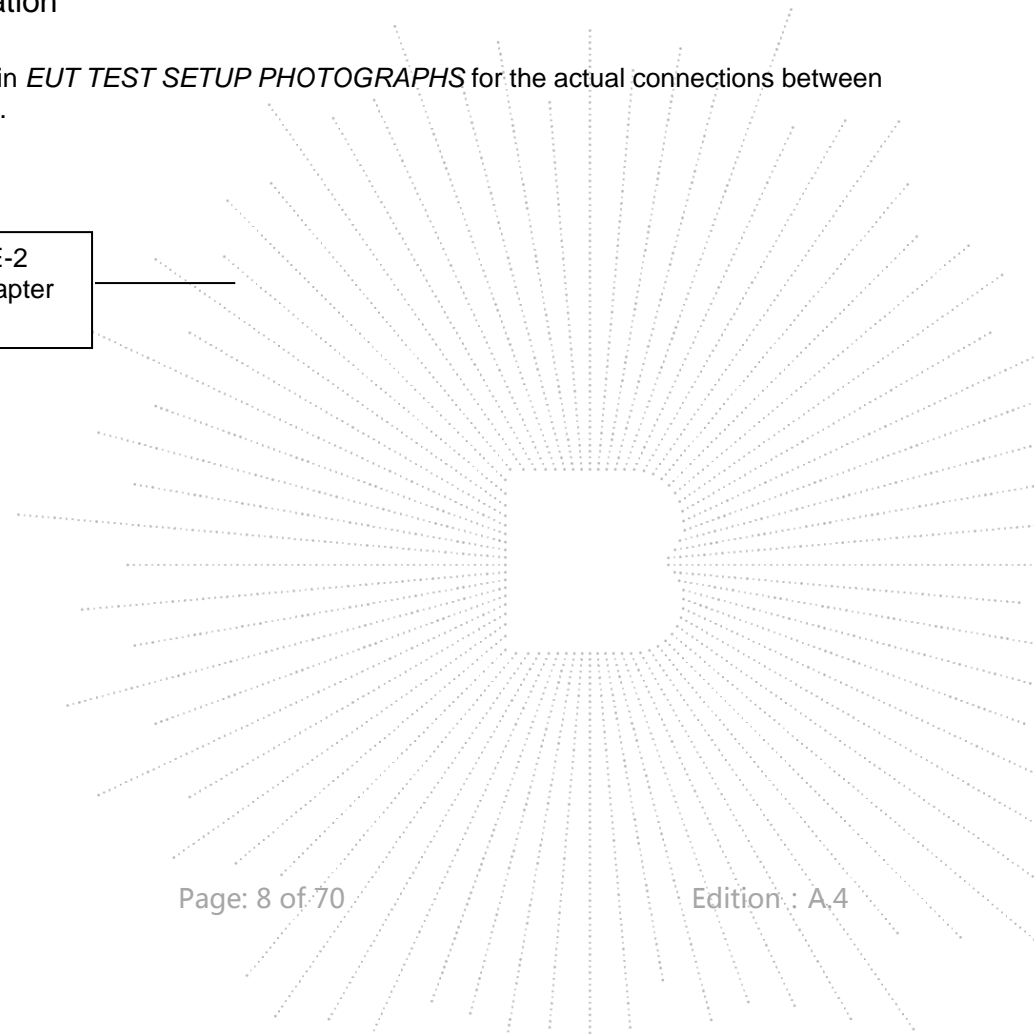 ation
in EUT TEST SETUP PHOTOGRAPHS for the actual connections between
.
E-2
apter
Page: 8 of 70 Edition : A.4